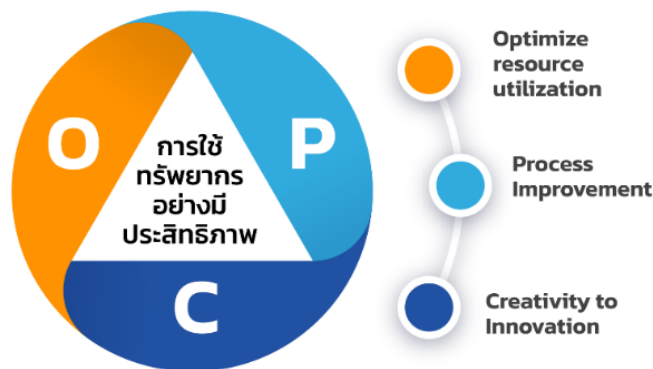 O
P
การใช้
ทรัพยากร
อย่างมี
ประสิทธิภาพ
C
Optimize
resource
utilization
Process
Improvement
Creativity to
Innovation